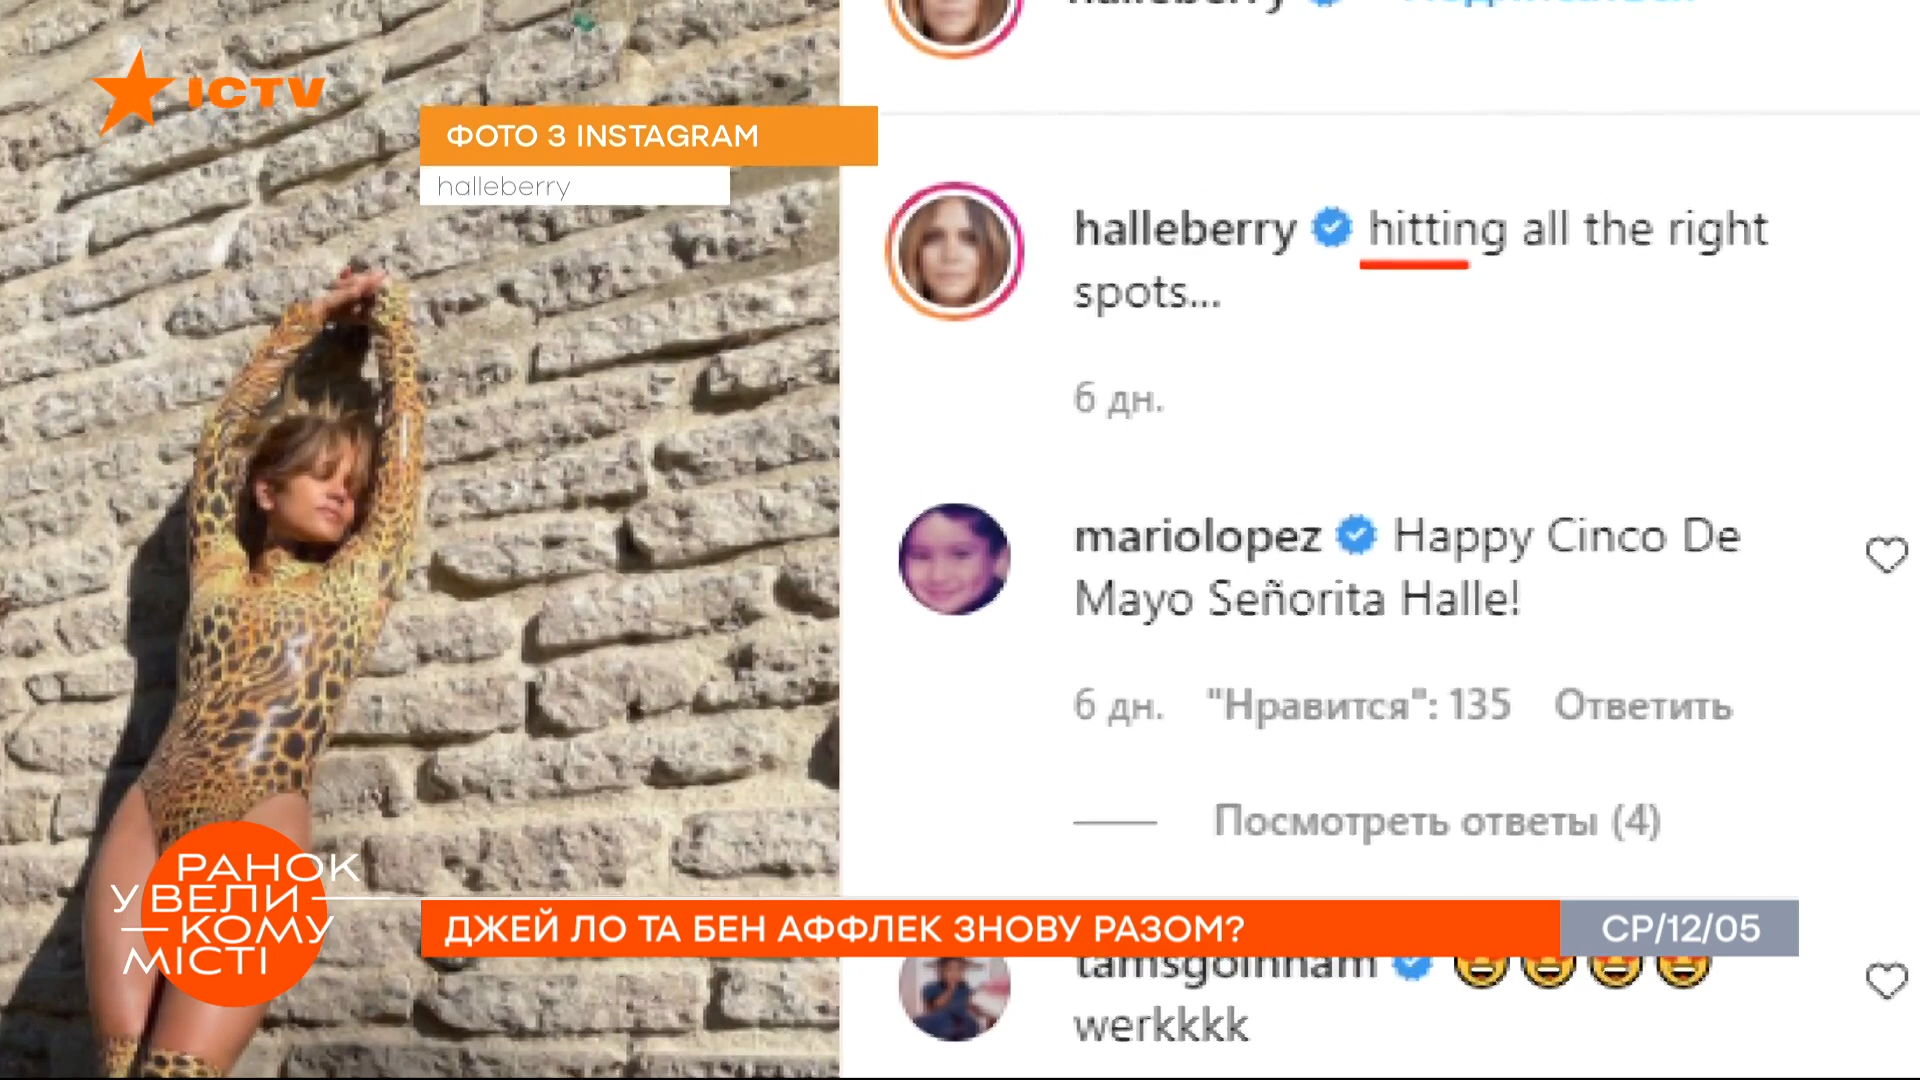 ICTV
ФОТО З INSTAGRAM
halleberry
halleberry hitting all the right
spots...
6 дн.
mariolopez Happy Cinco De
Mayo Señorita Halle!
6 дн. "Нравится": 135 Ответить
Посмотреть ответы (4)
РАНОК
У ВЕЛИ
КОМУ
МІСТІ
ДЖЕЙ ЛО ТА БЕН АФФЛЕК ЗНОВУ РАЗОМ?
СР/12/05
werkkkk